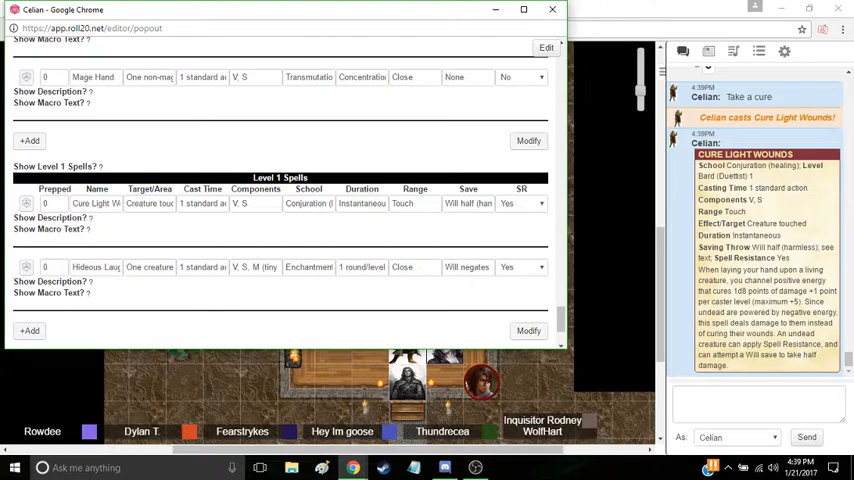 Celian - Google Chrome
https://app.roll20.net/editor/popout
Show Macro Text? ?
Edit
0 Mage Hand One non-mag 1 standard a V, S Transmutatio Concentratio Close None No
Show Description? ?
Show Macro Text? ?
+Add Modify
Show Level 1 Spells? ?
Level 1 Spells
Prepped Name Target/Area Cast Time Components School Duration Range Save SR
0 Cure Light W Creature touc 1 standard a V, S Conjuration ( Instantaneou Touch Will half (harm Yes
Show Description? ?
Show Macro Text? ?
0 Hideous Laug One creature 1 standard a V, S, M (tiny Enchantment 1 round/level Close Will negates Yes
Show Description? ?
Show Macro Text? ?
+Add Modify
4:39PM
Celian: Take a cure
Celian casts Cure Light Wounds!
4:39PM
Celian:
CURE LIGHT WOUNDS
School Conjuration (healing); Level
Bard (Duettist) 1
Casting Time 1 standard action
Components V, S
Range Touch
Effect/Target Creature touched
Duration Instantaneous
Saving Throw Will half (harmless); see
text; Spell Resistance Yes
When laying your hand upon a living
creature, you channel positive energy
that cures 1d8 points of damage +1 point
per caster level (maximum +5). Since
undead are powered by negative energy,
this spell deals damage to them instead
of curing their wounds. An undead
creature can apply Spell Resistance, and
can attempt a Will save to take half
damage.
As: Celian Send
Rowdee Dylan T. Fearstrykes Hey Im goose Thundrecea Inquisitor Rodney
WolfHart
Ask me anything
4:39 PM
1/21/2017